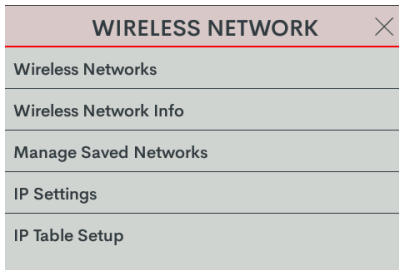 WIRELESS NETWORK
Wireless Networks
Wireless Network Info
Manage Saved Networks
IP Settings
IP Table Setup